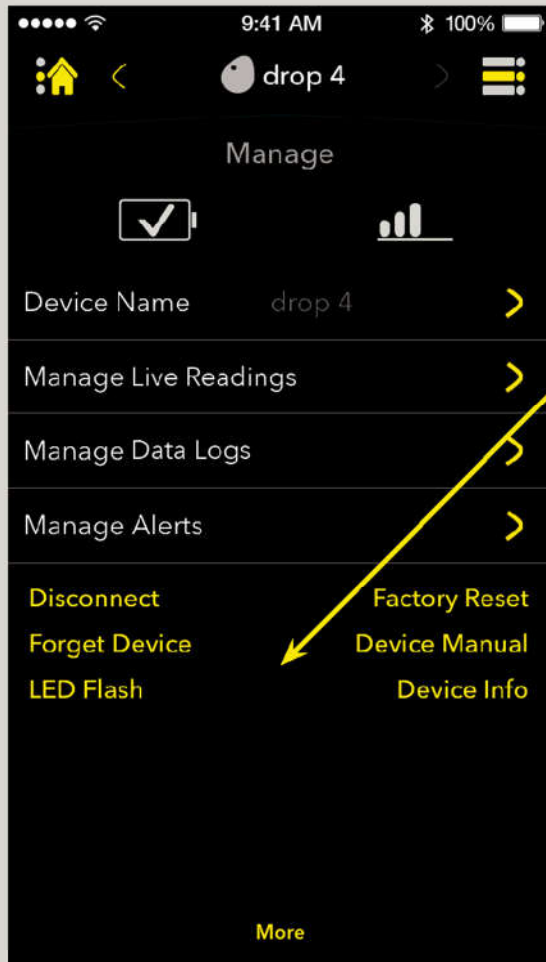 9:41 AM 100%
drop 4
Manage
Device Name drop 4
Manage Live Readings
Manage Data Logs
Manage Alerts
Disconnect Factory Reset
Forget Device Device Manual
LED Flash Device Info
More